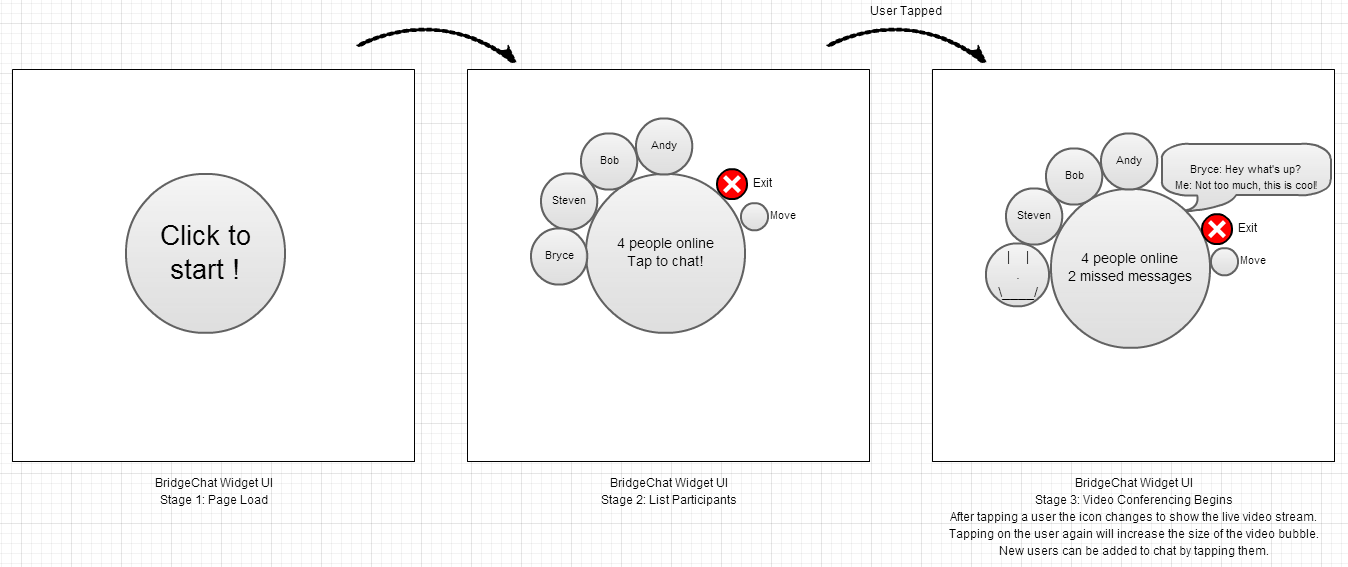 User Tapped
Click to
start !
BridgeChat Widget UI
Stage 1: Page Load
Andy
Bob
Steven
Bryce
4 people online
Tap to chat!
Exit
Move
BridgeChat Widget UI
Stage 2: List Participants
Andy
Bob
Steven
| |
.
\_____/
Bryce: Hey what's up?
Me: Not too much, this is cool!
4 people online
2 missed messages
Exit
Move
BridgeChat Widget UI
Stage 3: Video Conferencing Begins
After tapping a user the icon changes to show the live video stream.
Tapping on the user again will increase the size of the video bubble.
New users can be added to chat by tapping them.